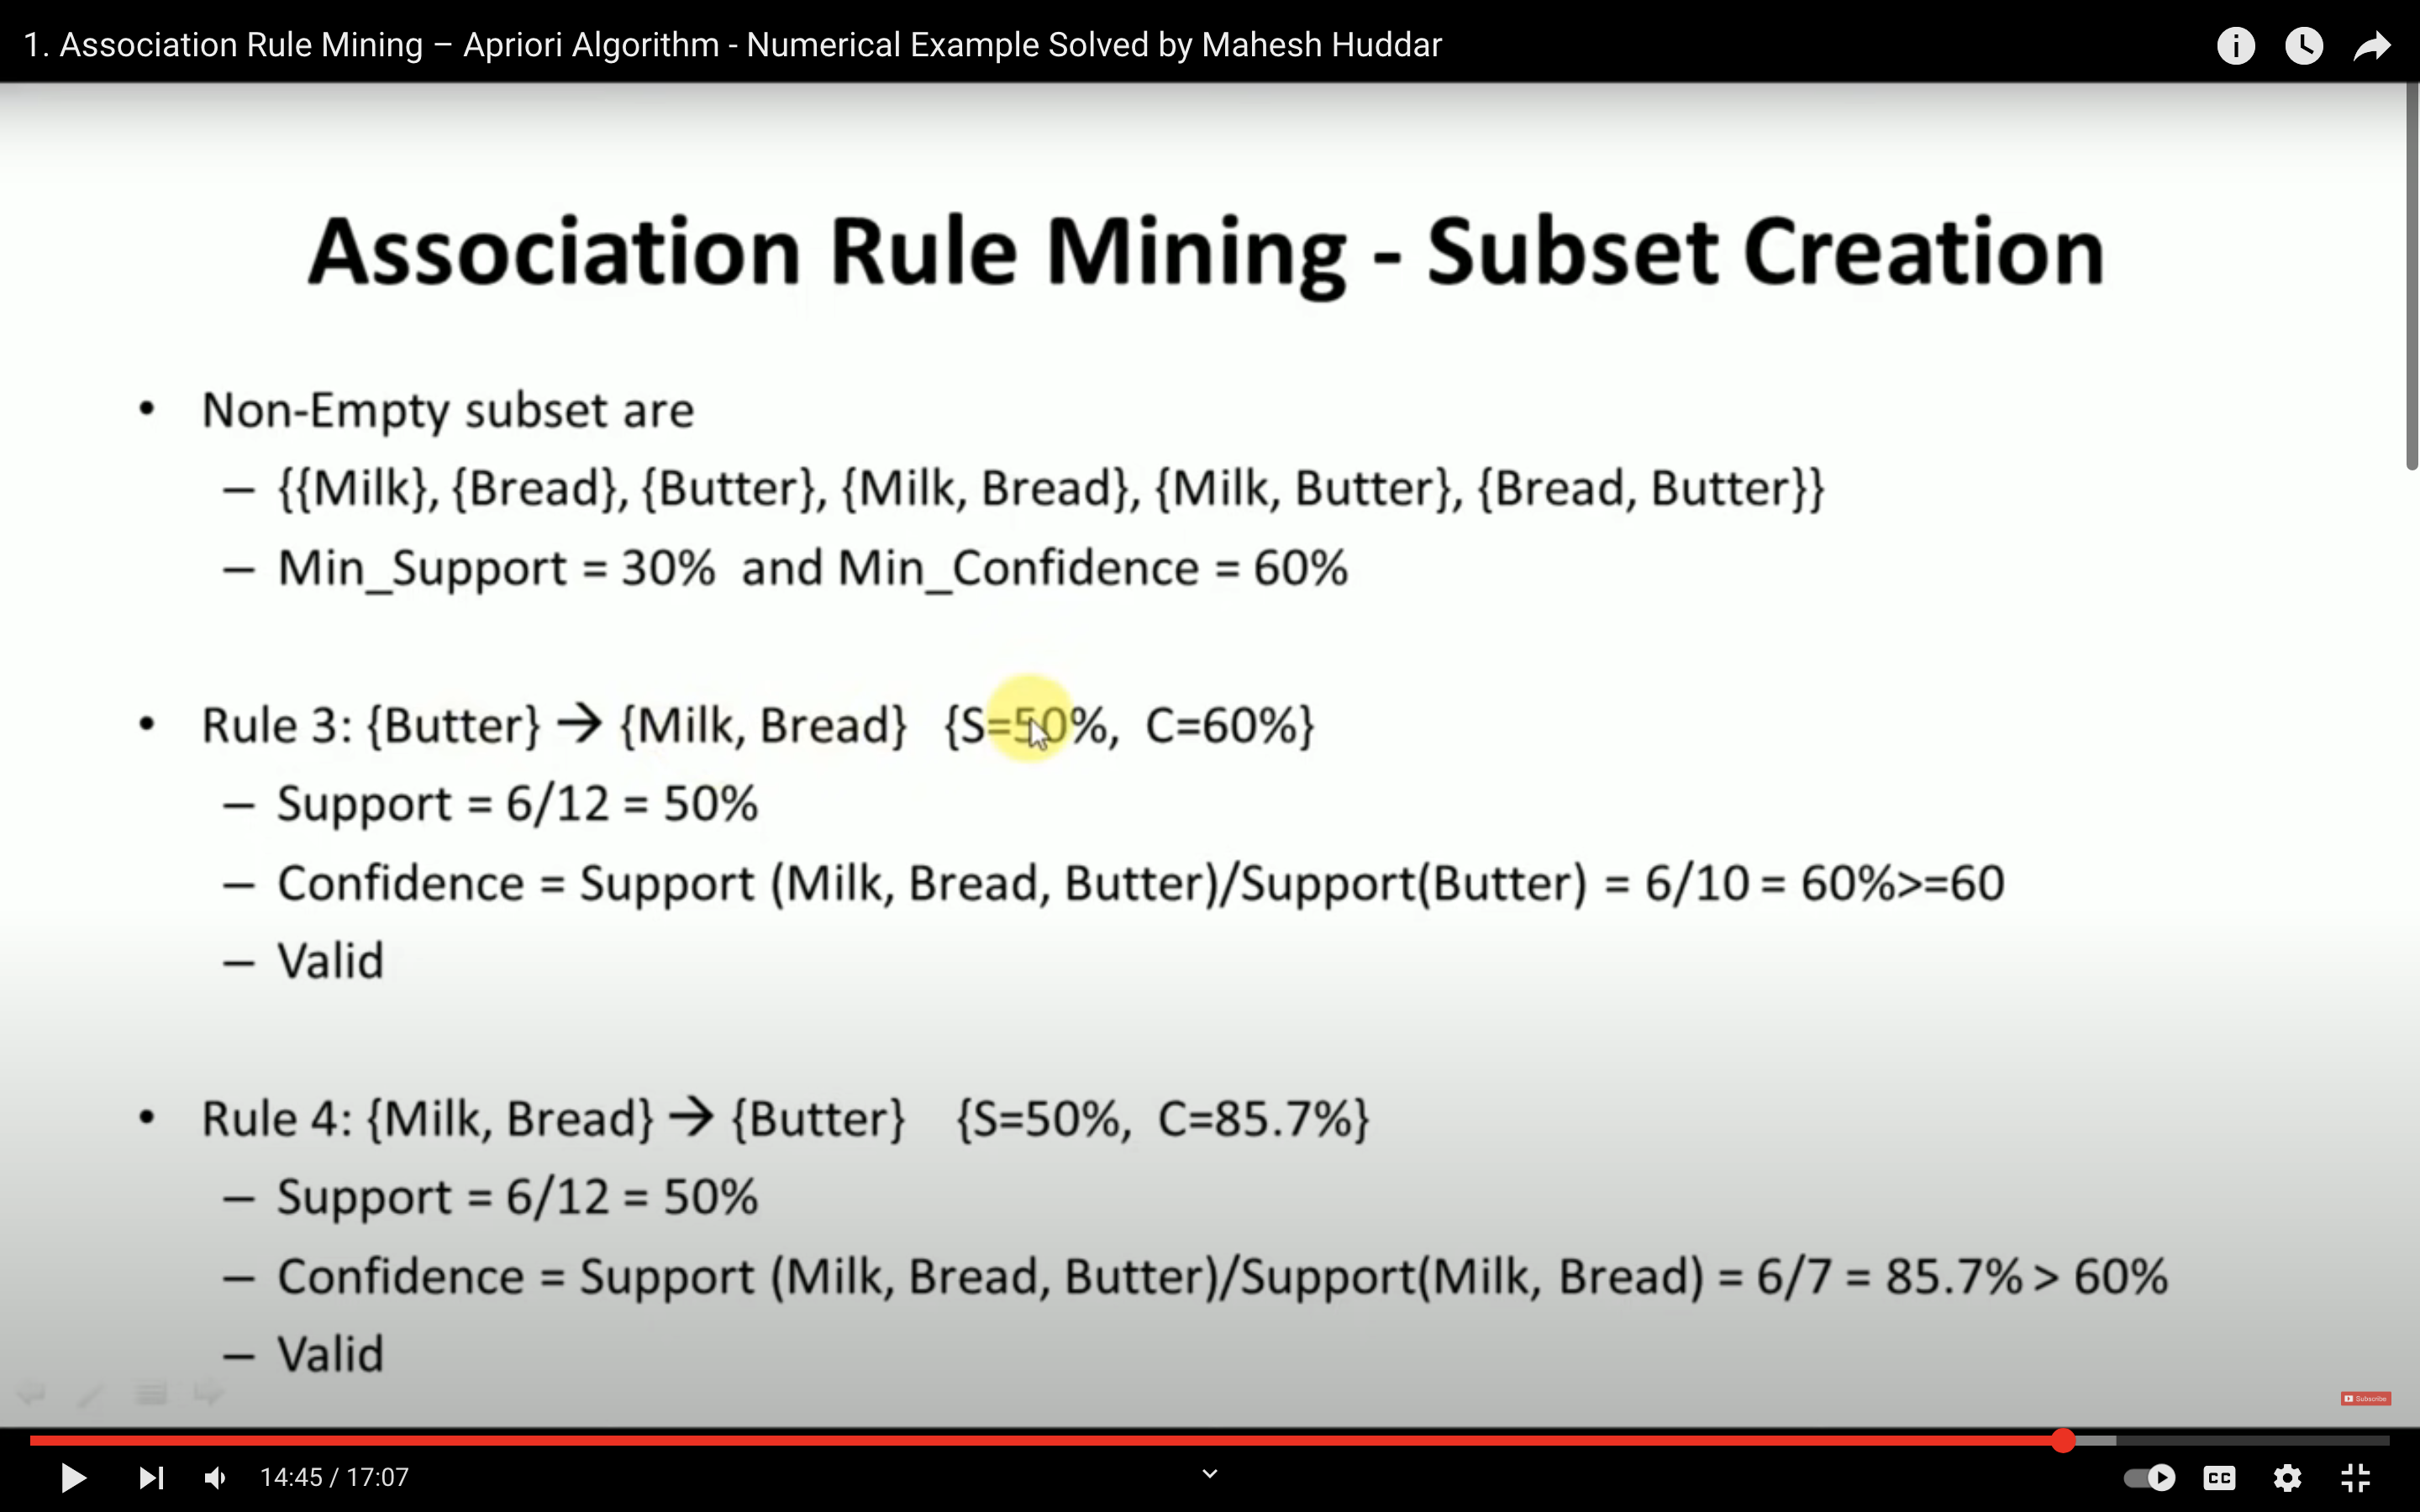 1. Association Rule Mining – Apriori Algorithm - Numerical Example Solved by Mahesh Huddar
Association Rule Mining - Subset Creation
• Non-Empty subset are
– {{Milk}, {Bread}, {Butter}, {Milk, Bread}, {Milk, Butter}, {Bread, Butter}}
– Min_Support = 30% and Min_Confidence = 60%
• Rule 3: {Butter} → {Milk, Bread} {S=50%, C=60%}
– Support = 6/12 = 50%
– Confidence = Support (Milk, Bread, Butter)/Support(Butter) = 6/10 = 60%>=60
– Valid
• Rule 4: {Milk, Bread} → {Butter} {S=50%, C=85.7%}
– Support = 6/12 = 50%
– Confidence = Support (Milk, Bread, Butter)/Support(Milk, Bread) = 6/7 = 85.7% > 60%
– Valid
Subscribe
14:45 / 17:07
CC